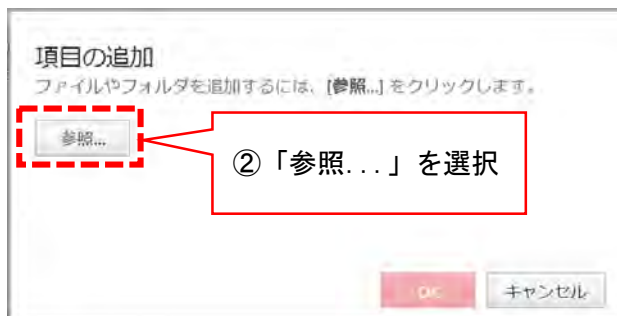 項目の追加
ファイルやフォルダを追加するには、[参照...] をクリックします。
参照...
②「参照...」を選択
OK
キャンセル